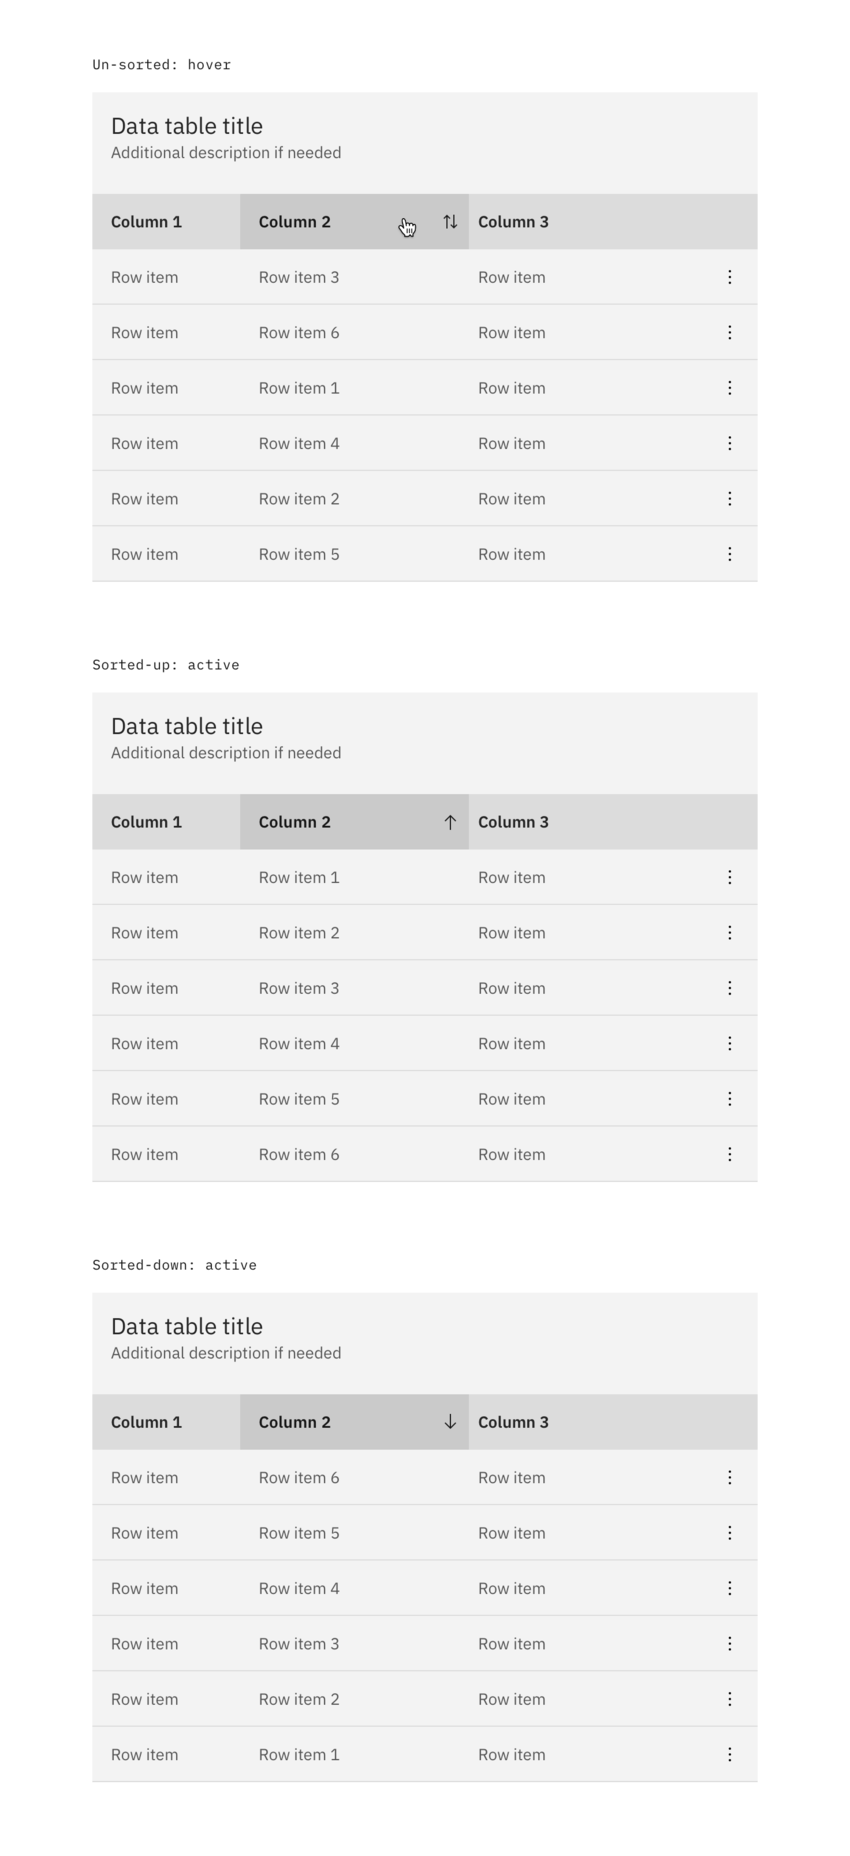 Un-sorted: hover
Data table title
Additional description if needed
Column 1 Column 2 Column 3
Row item Row item 3 Row item
Row item Row item 6 Row item
Row item Row item 1 Row item
Row item Row item 4 Row item
Row item Row item 2 Row item
Row item Row item 5 Row item
Sorted-up: active
Data table title
Additional description if needed
Column 1 Column 2 Column 3
Row item Row item 1 Row item
Row item Row item 2 Row item
Row item Row item 3 Row item
Row item Row item 4 Row item
Row item Row item 5 Row item
Row item Row item 6 Row item
Sorted-down: active
Data table title
Additional description if needed
Column 1 Column 2 Column 3
Row item Row item 6 Row item
Row item Row item 5 Row item
Row item Row item 4 Row item
Row item Row item 3 Row item
Row item Row item 2 Row item
Row item Row item 1 Row item